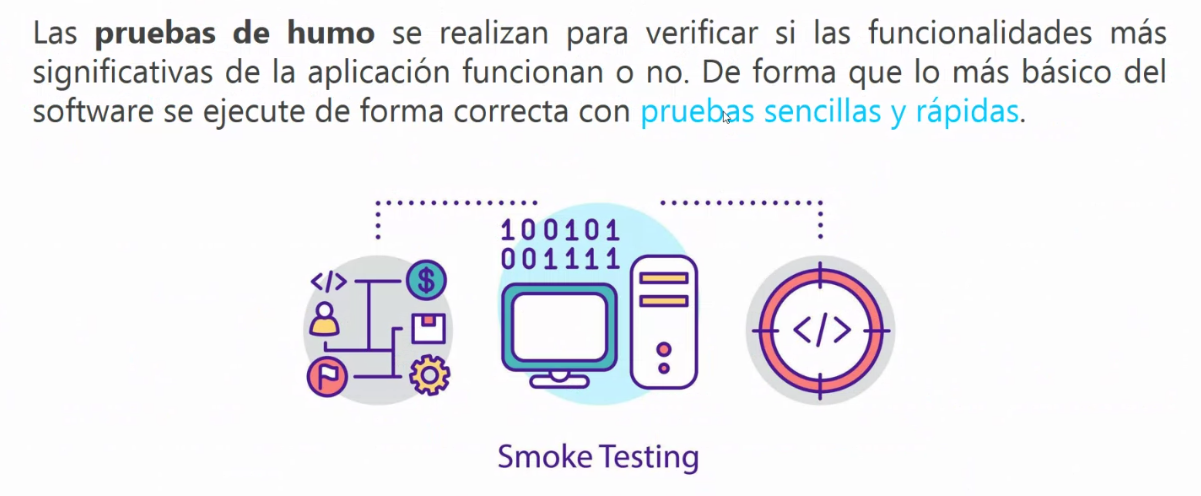 Las pruebas de humo se realizan para verificar si las funcionalidades más
significativas de la aplicación funcionan o no. De forma que lo más básico del
software se ejecute de forma correcta con pruebas sencillas y rápidas.
100101
001111
</>
$
</>
Smoke Testing